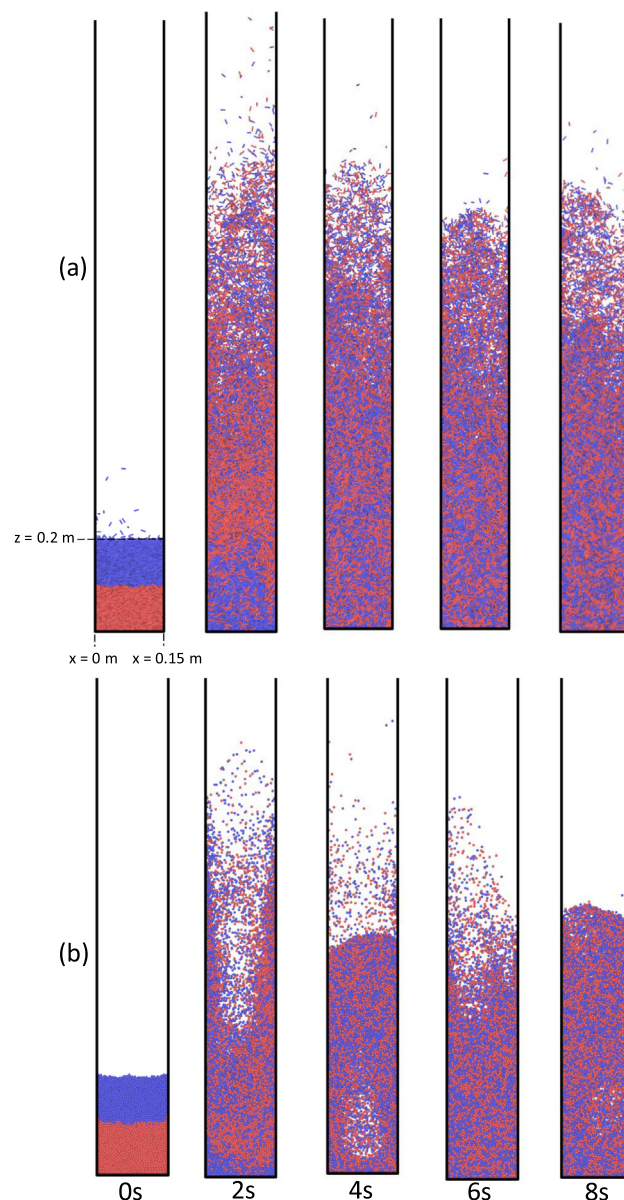 (a)
z = 0.2 m
x = 0 m x = 0.15 m
(b)
0s 2s 4s 6s 8s